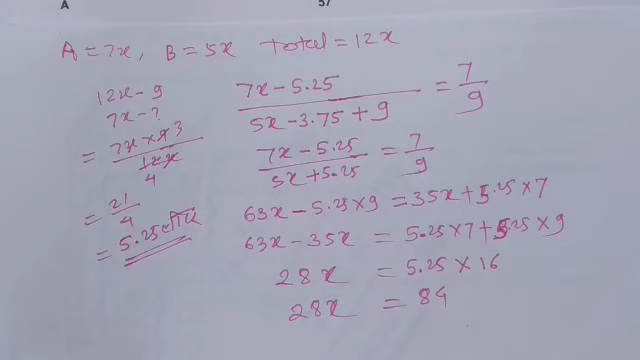 A
57
A = 7x, B = 5x Total = 12x
12x - 9
7x - ?
= 7x × 9 3 / 12x 4
= 21/4
= 5.25 लीटर
7x - 5.25 / 5x - 3.75 + 9 = 7/9
7x - 5.25 / 5x + 5.25 = 7/9
63x - 5.25 × 9 = 35x + 5.25 × 7
63x - 35x = 5.25 × 7 + 5.25 × 9
28x = 5.25 × 16
28x = 84